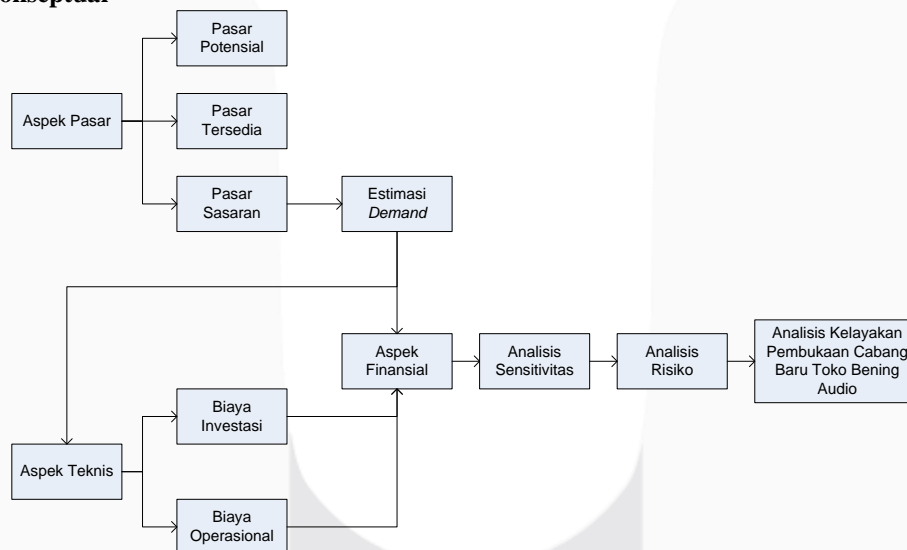 Pasar
Potensial
Aspek Pasar
Pasar
Tersedia
Pasar
Sasaran
Estimasi
Demand
Aspek
Finansial
Analisis
Sensitivitas
Analisis
Risiko
Analisis Kelayakan
Pembukaan Cabang
Baru Toko Bening
Audio
Biaya
Investasi
Aspek Teknis
Biaya
Operasional